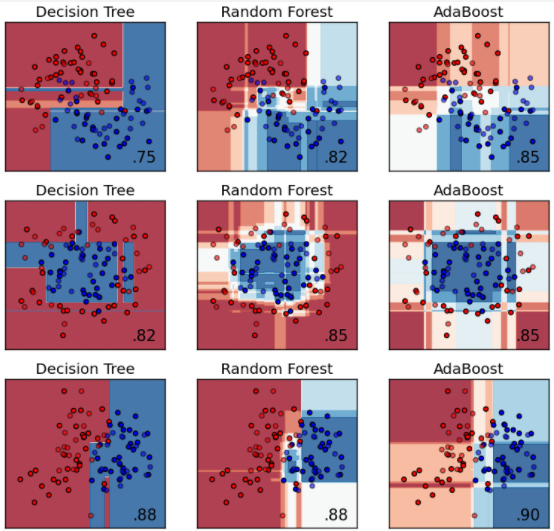 Decision Tree Random Forest AdaBoost
.75 .82 .85
Decision Tree Random Forest AdaBoost
.82 .85 .85
Decision Tree Random Forest AdaBoost
.88 .88 .90